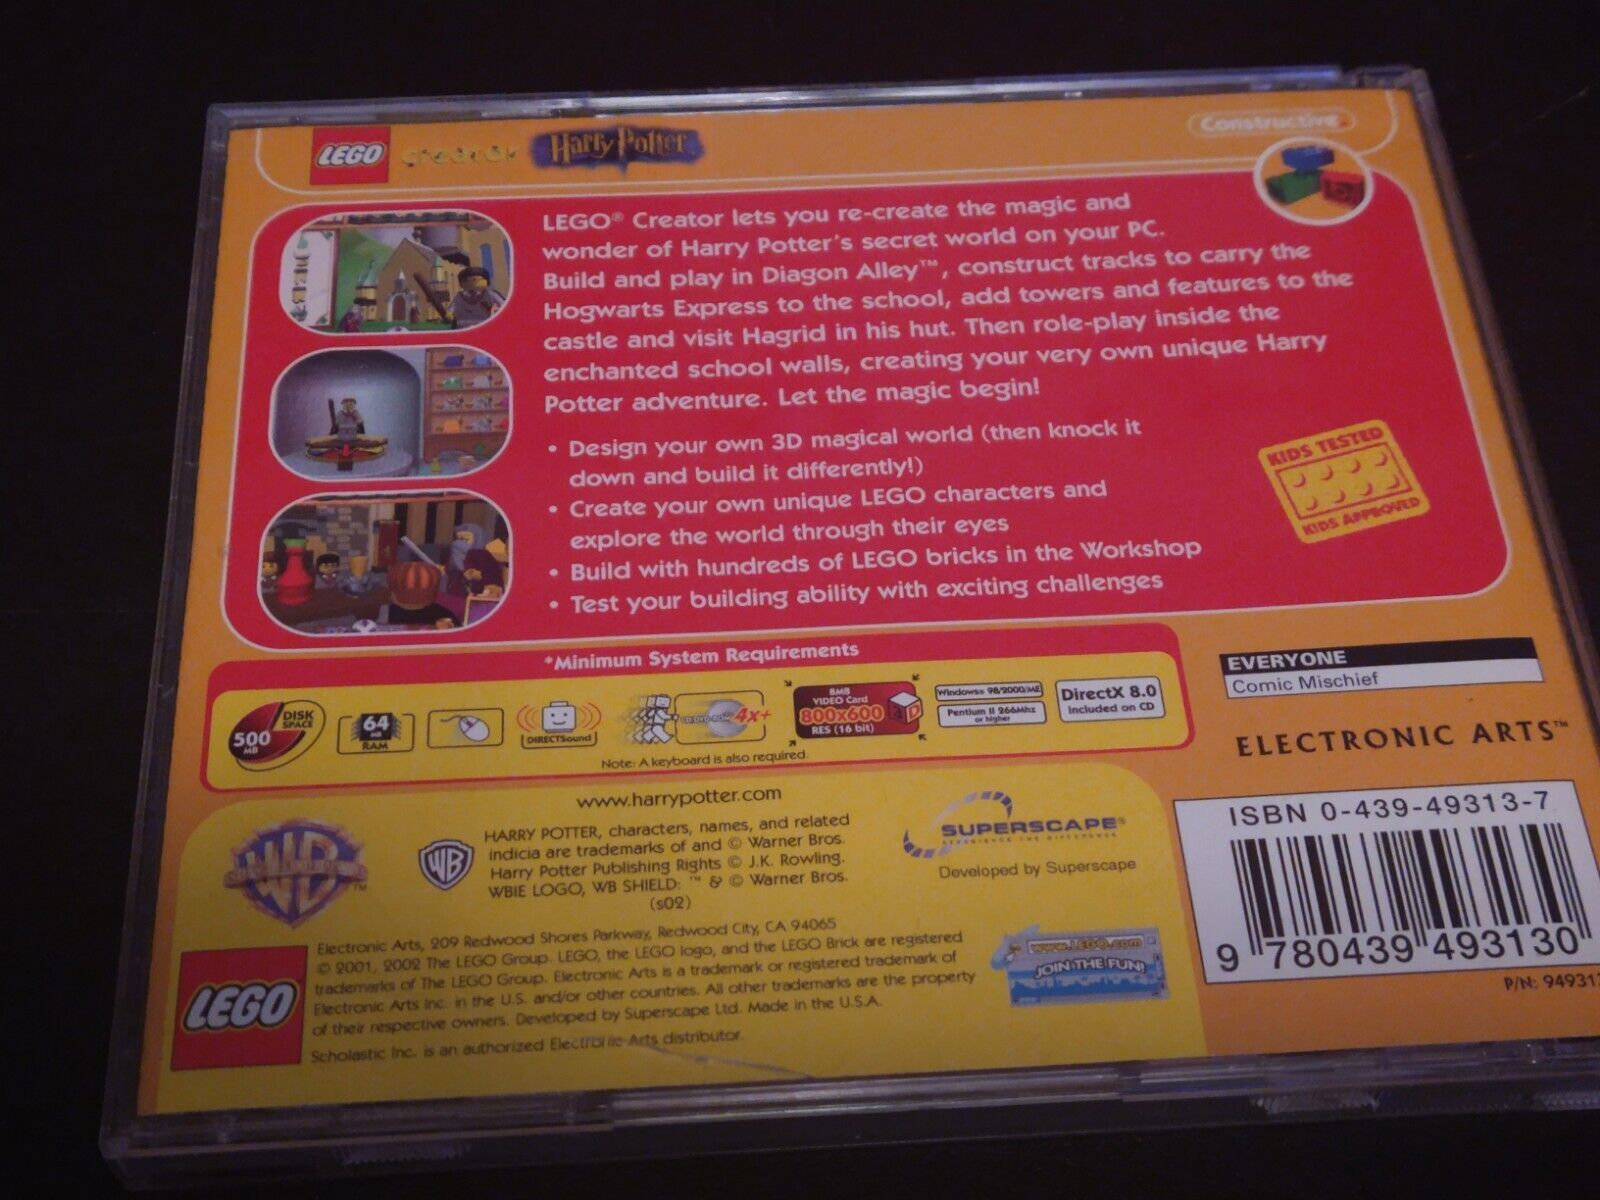 LEGO creator Harry Potter
Constructive
LEGO® Creator lets you re-create the magic and
wonder of Harry Potter's secret world on your PC.
Build and play in Diagon Alley™, construct tracks to carry the
Hogwarts Express to the school, add towers and features to the
castle and visit Hagrid in his hut. Then role-play inside the
enchanted school walls, creating your very own unique Harry
Potter adventure. Let the magic begin!
• Design your own 3D magical world (then knock it
down and build it differently!)
• Create your own unique LEGO characters and
explore the world through their eyes
• Build with hundreds of LEGO bricks in the Workshop
• Test your building ability with exciting challenges
KIDS TESTED
KIDS APPROVED
*Minimum System Requirements
500 MB DISK SPACE
64 MB RAM
DIRECTSound
CD/DVD-ROM 4x+
8MB
VIDEO Card
800x600
RES (16 bit)
3D
Windows® 98/2000/ME
Pentium II 266Mhz
or higher
DirectX 8.0
included on CD
Note: A keyboard is also required.
EVERYONE
Comic Mischief
ELECTRONIC ARTS™
www.harrypotter.com
WB ™
WB
HARRY POTTER, characters, names, and related
indicia are trademarks of and © Warner Bros.
Harry Potter Publishing Rights © J.K. Rowling.
WBIE LOGO, WB SHIELD: ™ & © Warner Bros.
(s02)
SUPERSCAPE®
EXPERIENCE THE DIFFERENCE
Developed by Superscape
ISBN 0-439-49313-7
9 780439 493130
P/N: 94931
LEGO
Electronic Arts, 209 Redwood Shores Parkway, Redwood City, CA 94065
© 2001, 2002 The LEGO Group. LEGO, the LEGO logo, and the LEGO Brick are registered
trademarks of The LEGO Group. Electronic Arts is a trademark or registered trademark of
Electronic Arts Inc. in the U.S. and/or other countries. All other trademarks are the property
of their respective owners. Developed by Superscape Ltd. Made in the U.S.A.
Scholastic Inc. is an authorized Electronic Arts distributor.
www.LEGO.com
JOIN THE FUN!